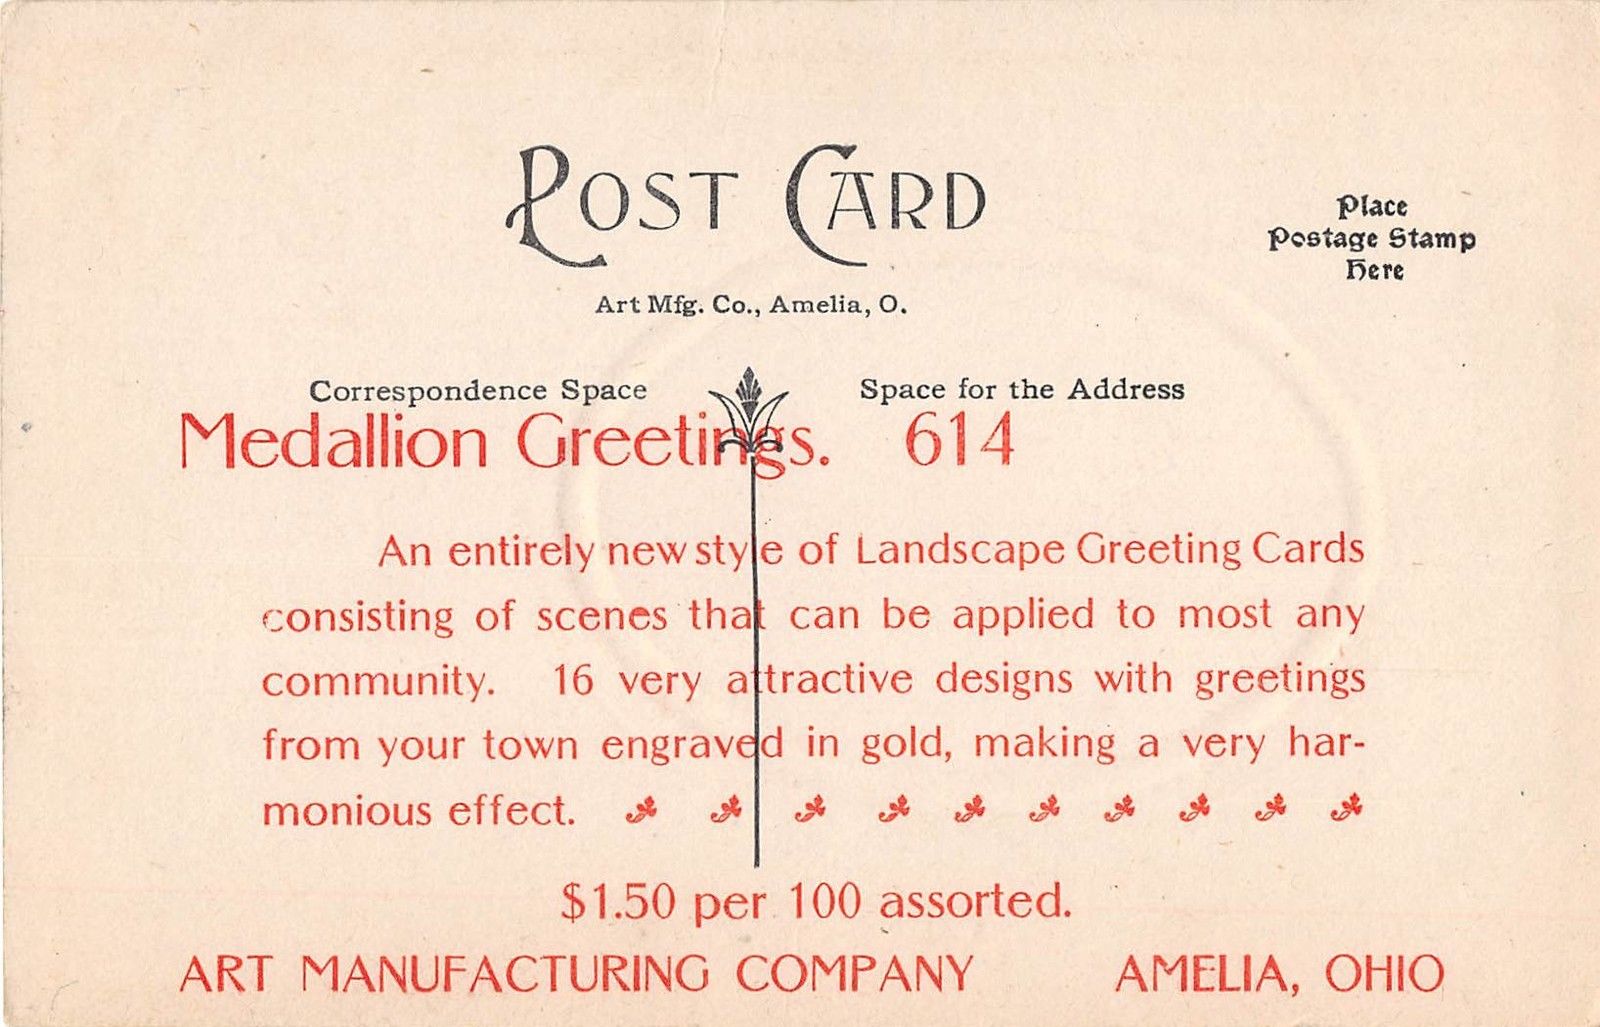 POST CARD
Place
Postage Stamp
Here
Art Mfg. Co., Amelia, O.
Correspondence Space
Space for the Address
Medallion Greetings. 614
An entirely new style of Landscape Greeting Cards
consisting of scenes that can be applied to most any
community. 16 very attractive designs with greetings
from your town engraved in gold, making a very har-
monious effect.
$1.50 per 100 assorted.
ART MANUFACTURING COMPANY AMELIA, OHIO